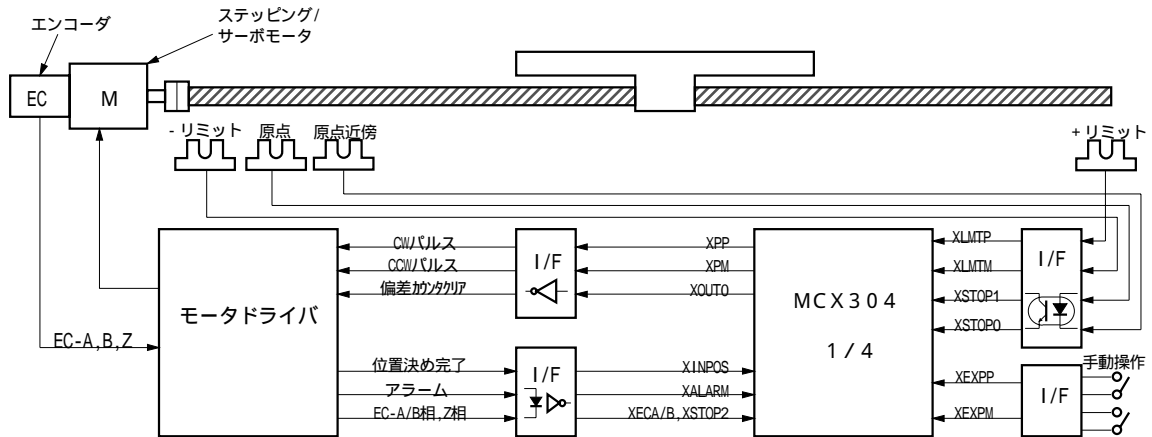 エンコーダ
ステッピング/
サーボモータ
EC
M
- リミット
原点
原点近傍
+ リミット
CWパルス
CCWパルス
偏差カウンタクリア
I/F
XPP
XPM
XOUT0
モータドライバ
MCX304
1/4
XLMTP
XLMTM
XSTOP1
XSTOP0
I/F
EC-A,B,Z
位置決め完了
アラーム
EC-A/B相,Z相
I/F
XINPOS
XALARM
XECA/B,XSTOP2
XEXPP
XEXPM
I/F
手動操作